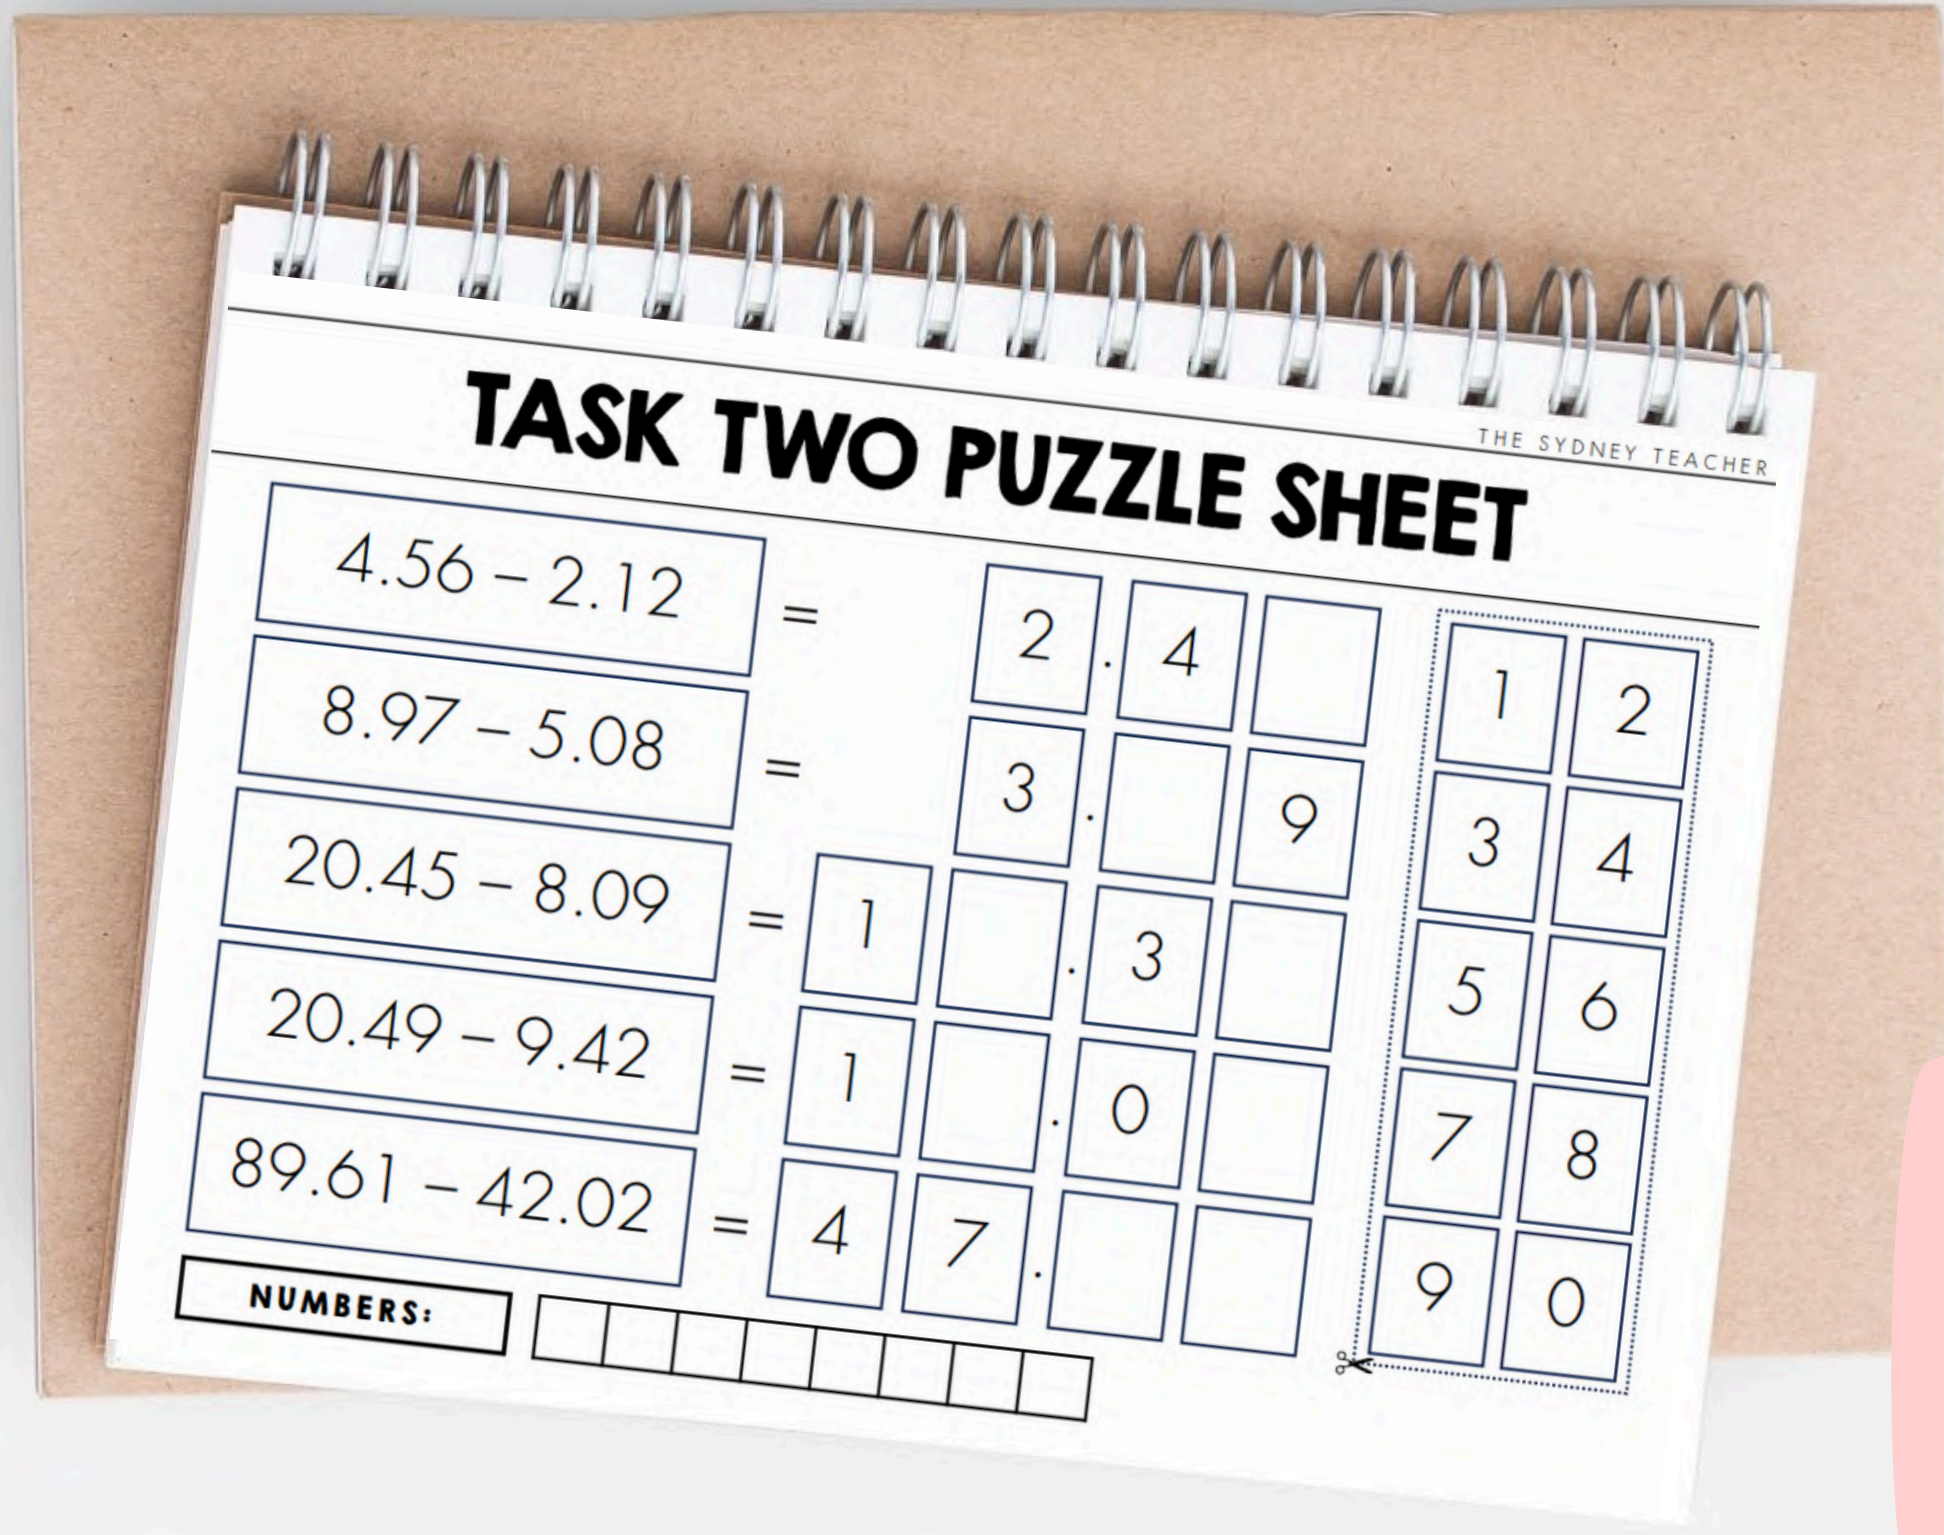 THE SYDNEY TEACHER
TASK TWO PUZZLE SHEET
4.56 – 2.12 = 2 . 4
8.97 – 5.08 = 3 . 9
20.45 – 8.09 = 1 . 3
20.49 – 9.42 = 1 . 0
89.61 – 42.02 = 4 7 .
1 2
3 4
5 6
7 8
9 0
NUMBERS: